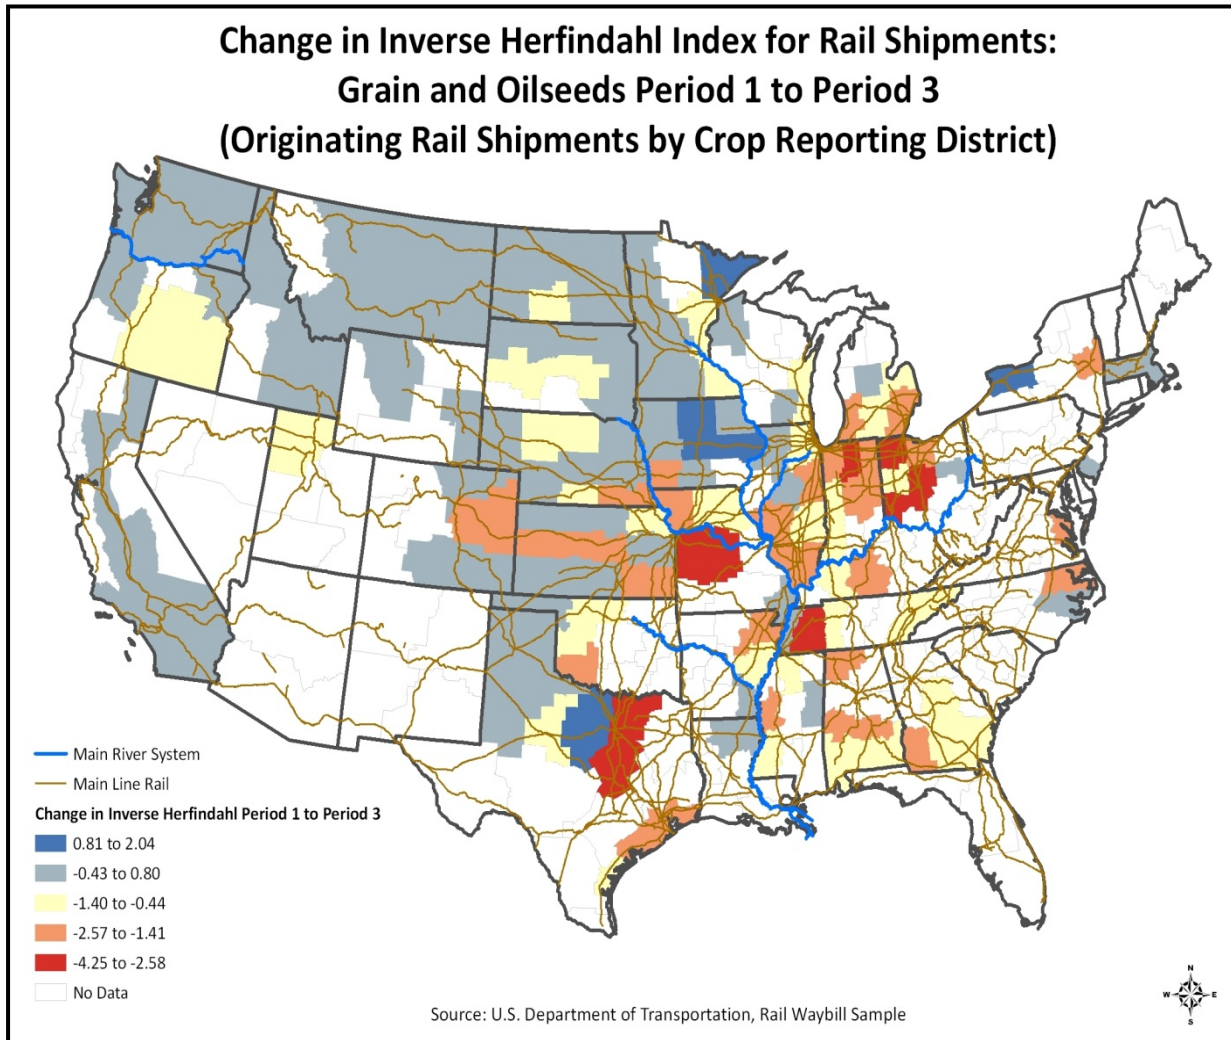 Change in Inverse Herfindahl Index for Rail Shipments:
Grain and Oilseeds Period 1 to Period 3
(Originating Rail Shipments by Crop Reporting District)
Main River System
Main Line Rail
Change in Inverse Herfindahl Period 1 to Period 3
0.81 to 2.04
-0.43 to 0.80
-1.40 to -0.44
-2.57 to -1.41
-4.25 to -2.58
No Data
Source: U.S. Department of Transportation, Rail Waybill Sample
N
W E
S